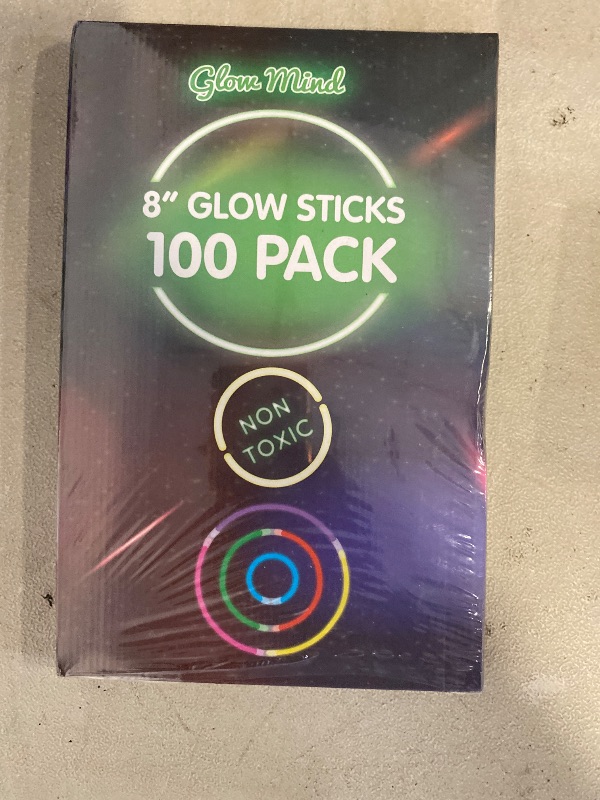 Glow Mind
8" GLOW STICKS
100 PACK
NON
TOXIC